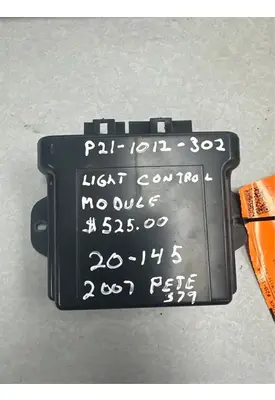 P21-1012-302
LIGHT CONTROL
MODULE
$525.00
20-145
2007 PETE
379